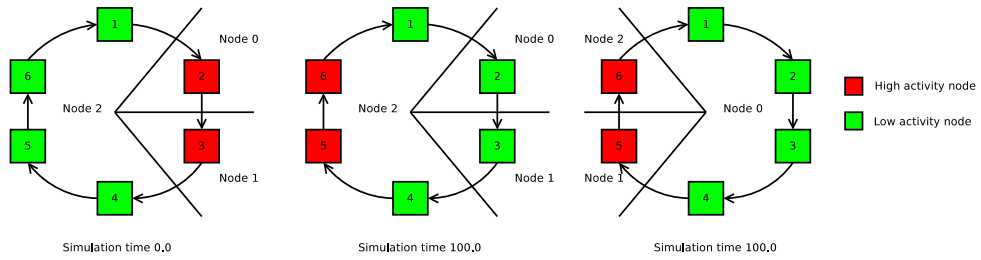 1
Node 0
6
2
Node 2
5
3
Node 1
4
Simulation time 0.0
1
Node 0
6
2
Node 2
5
3
Node 1
4
Simulation time 100.0
1
Node 2
6
2
Node 0
5
3
Node 1
4
Simulation time 100.0
High activity node
Low activity node